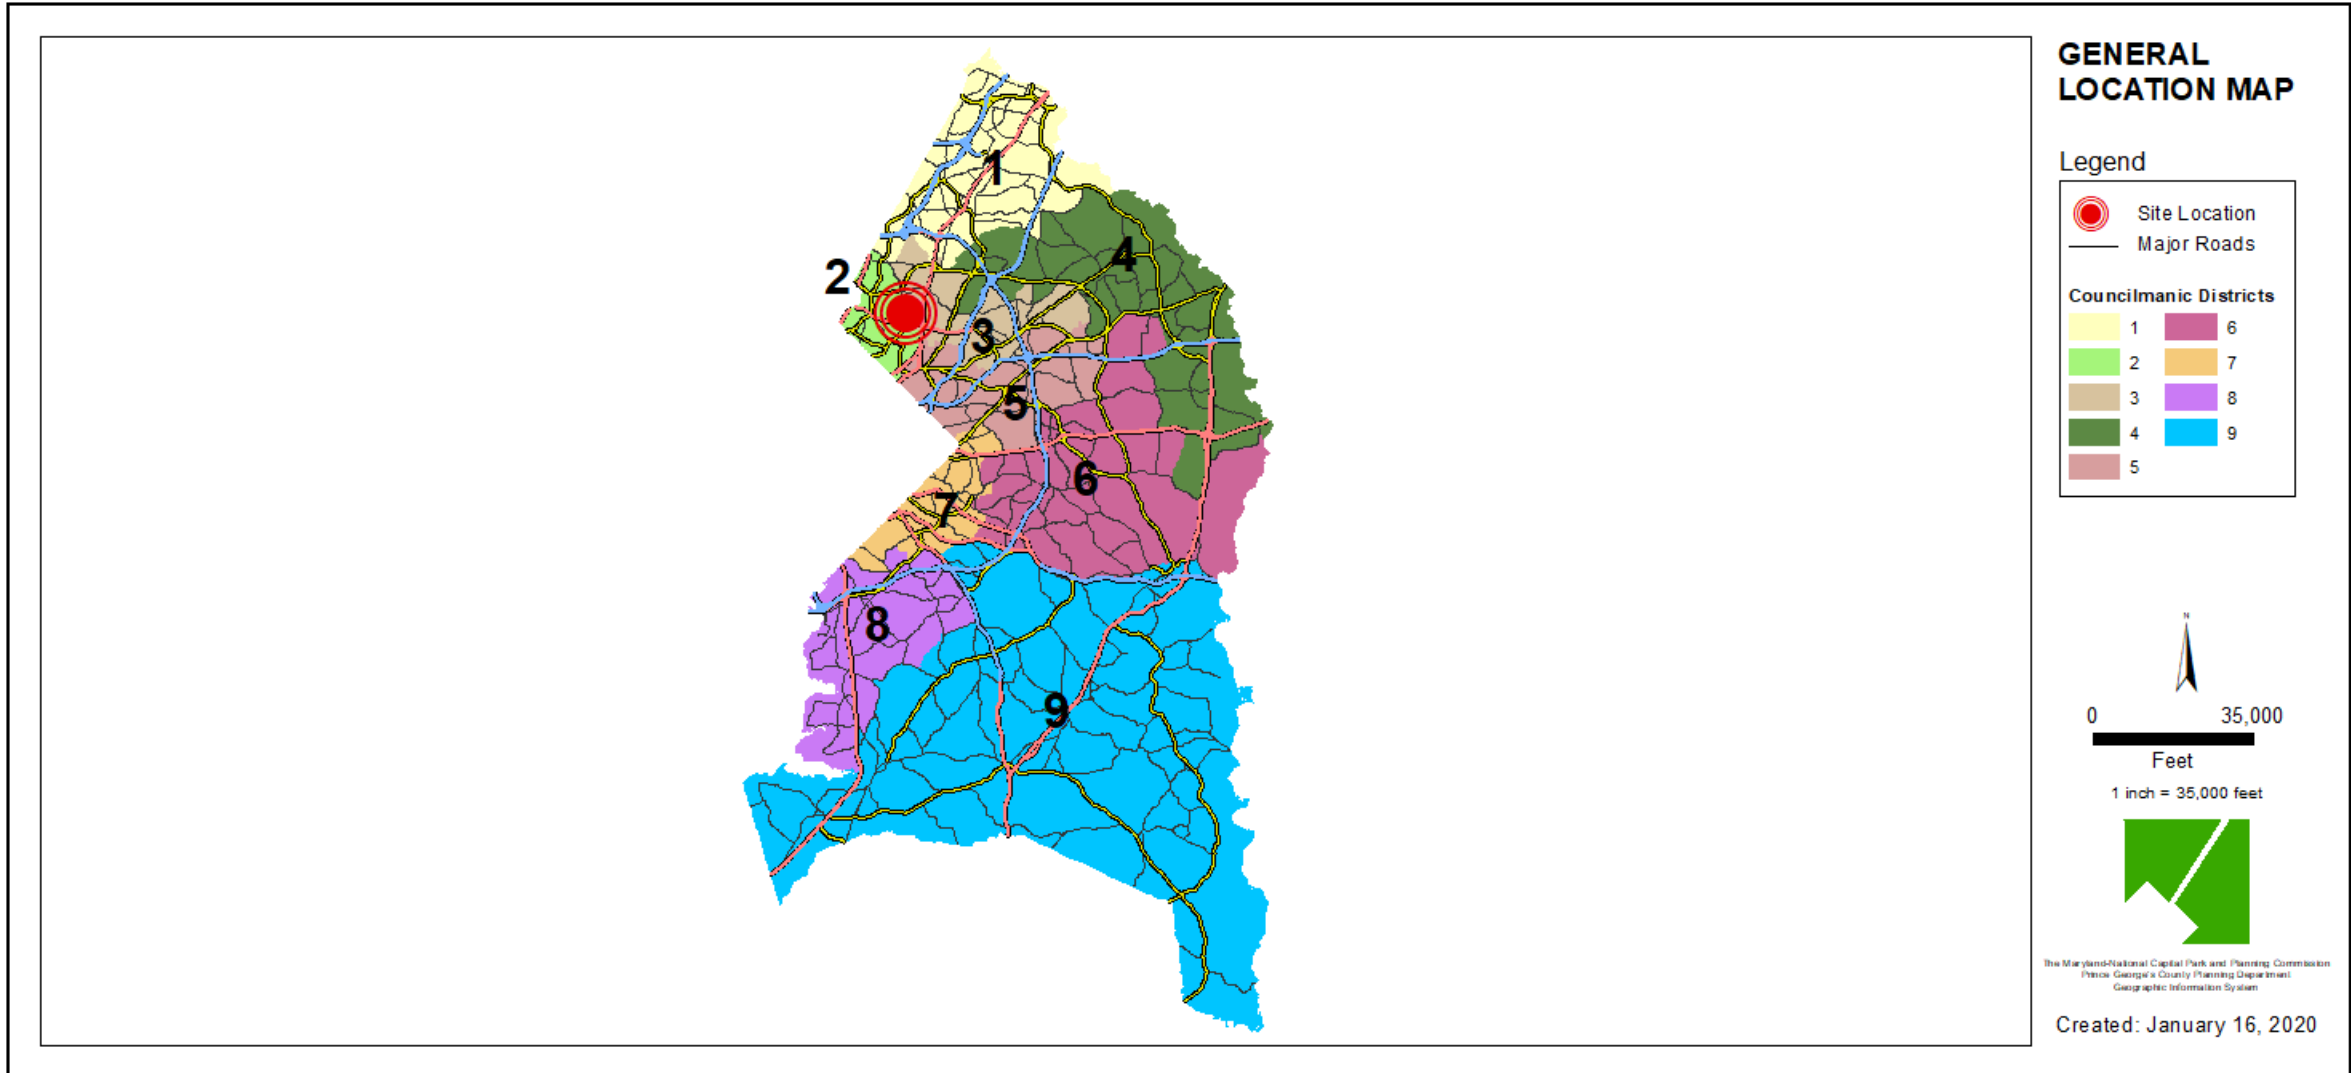 GENERAL
LOCATION MAP
Legend
Site Location
Major Roads
Councilmanic Districts
1 6
2 7
3 8
4 9
5
1
2
4
3
5
6
7
8
9
N
0 35,000
Feet
1 inch = 35,000 feet
The Maryland-National Capital Park and Planning Commission
Prince George's County Planning Department
Geographic Information System
Created: January 16, 2020